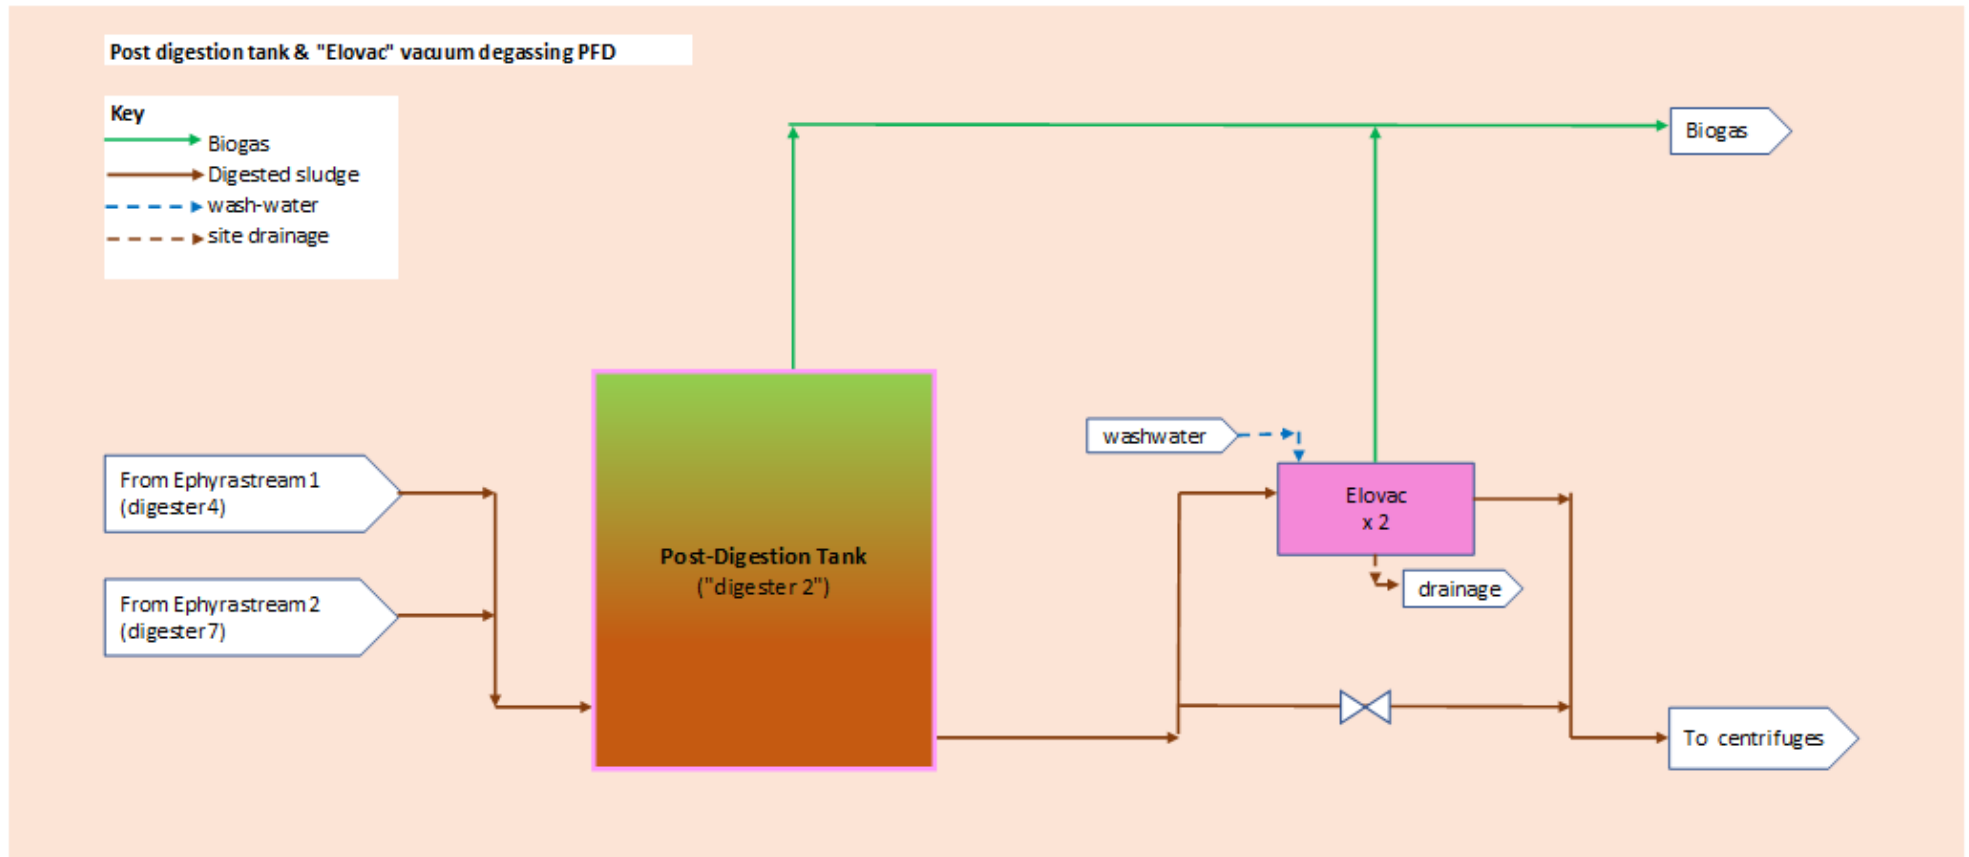 Post digestion tank & "Elovac" vacuum degassing PFD
Key
Biogas
Digested sludge
wash-water
site drainage
Biogas
washwater
From Ephyrastream 1
(digester 4)
Elovac
x 2
Post-Digestion Tank
("digester 2")
drainage
From Ephyrastream 2
(digester 7)
To centrifuges